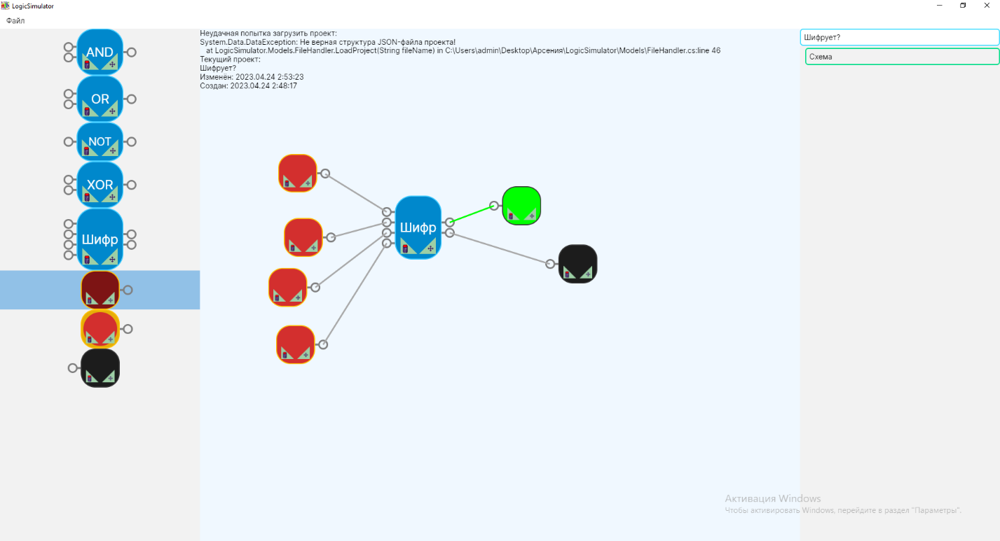 LogicSimulator
Файл
AND
OR
NOT
XOR
Шифр
Неудачная попытка загрузить проект:
System.Data.DataException: Не верная структура JSON-файла проекта!
at LogicSimulator.Models.FileHandler.LoadProject(String fileName) in C:\Users\admin\Desktop\Арсения\LogicSimulator\Models\FileHandler.cs:line 46
Текущий проект:
Шифрует?
Изменён: 2023.04.24 2:53:23
Создан: 2023.04.24 2:48:17
Шифр
Шифрует?
Схема
Активация Windows
Чтобы активировать Windows, перейдите в раздел "Параметры".